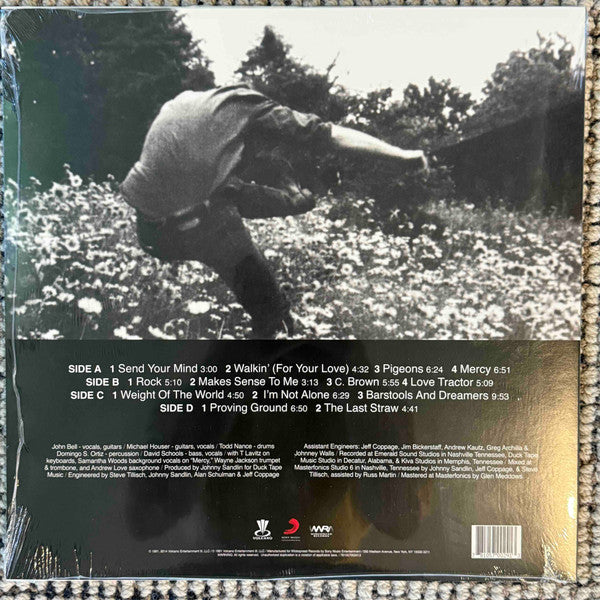 SIDE A 1 Send Your Mind 3:00 2 Walkin' (For Your Love) 4:32 3 Pigeons 6:24 4 Mercy 6:51
SIDE B 1 Rock 5:10 2 Makes Sense To Me 3:13 3 C. Brown 5:55 4 Love Tractor 5:09
SIDE C 1 Weight Of The World 4:50 2 I'm Not Alone 6:29 3 Barstools And Dreamers 9:53
SIDE D 1 Proving Ground 6:50 2 The Last Straw 4:41
John Bell - vocals, guitars / Michael Houser - guitars, vocals / Todd Nance - drums
Domingo S. Ortiz - percussion / David Schools - bass, vocals / with T Lavitz on
keyboards, Samantha Woods background vocals on "Mercy," Wayne Jackson trumpet
& trombone, and Andrew Love saxophone / Produced by Johnny Sandlin for Duck Tape
Music / Engineered by Steve Tillisch, Johnny Sandlin, Alan Schulman & Jeff Coppage
Assistant Engineers: Jeff Coppage, Jim Bickerstaff, Andrew Kautz, Greg Archilla &
Johnney Walls / Recorded at Emerald Sound Studios in Nashville Tennessee, Duck Tape
Music Studio in Decatur, Alabama, & Kiva Studios in Memphis, Tennessee / Mixed at
Masterfonics Studio 6 in Nashville, Tennessee by Johnny Sandlin, Jeff Coppage, & Steve
Tillisch, assisted by Russ Martin / Mastered at Masterfonics by Glen Meadows
VOLCANO
SONY MUSIC
WIDESPREAD RECORDS